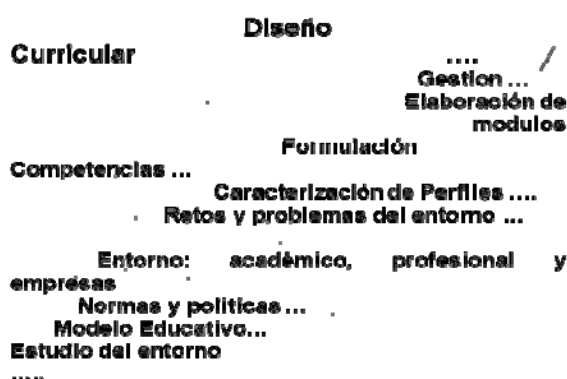 Diseño
Curricular ....
Gestion ...
Elaboración de
modulos
Formulación
Competencias ...
Caracterización de Perfiles ....
Retos y problemas del entorno ...
Entorno: académico, profesional y
empresas
Normas y politicas ...
Modelo Educativo...
Estudio del entorno
.....